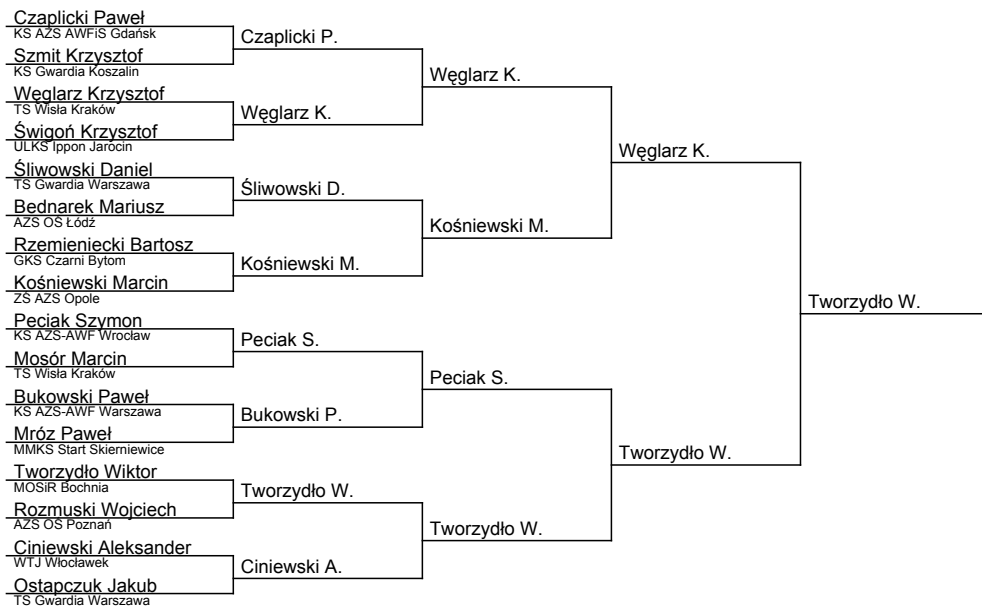 Czaplicki Paweł
KS AZS AWFiS Gdańsk
Szmit Krzysztof
KS Gwardia Koszalin
Węglarz Krzysztof
TS Wisła Kraków
Świgoń Krzysztof
ULKS Ippon Jarocin
Śliwowski Daniel
TS Gwardia Warszawa
Bednarek Mariusz
AZS OŚ Łódź
Rzemieniecki Bartosz
GKS Czarni Bytom
Kośniewski Marcin
ZŚ AZS Opole
Peciak Szymon
KS AZS-AWF Wrocław
Mosór Marcin
TS Wisła Kraków
Bukowski Paweł
KS AZS-AWF Warszawa
Mróz Paweł
MMKS Start Skierniewice
Tworzydło Wiktor
MOSiR Bochnia
Rozmuski Wojciech
AZS OŚ Poznań
Ciniewski Aleksander
WTJ Włocławek
Ostapczuk Jakub
TS Gwardia Warszawa
Czaplicki P.
Węglarz K.
Śliwowski D.
Kośniewski M.
Peciak S.
Bukowski P.
Tworzydło W.
Ciniewski A.
Węglarz K.
Kośniewski M.
Peciak S.
Tworzydło W.
Węglarz K.
Tworzydło W.
Tworzydło W.